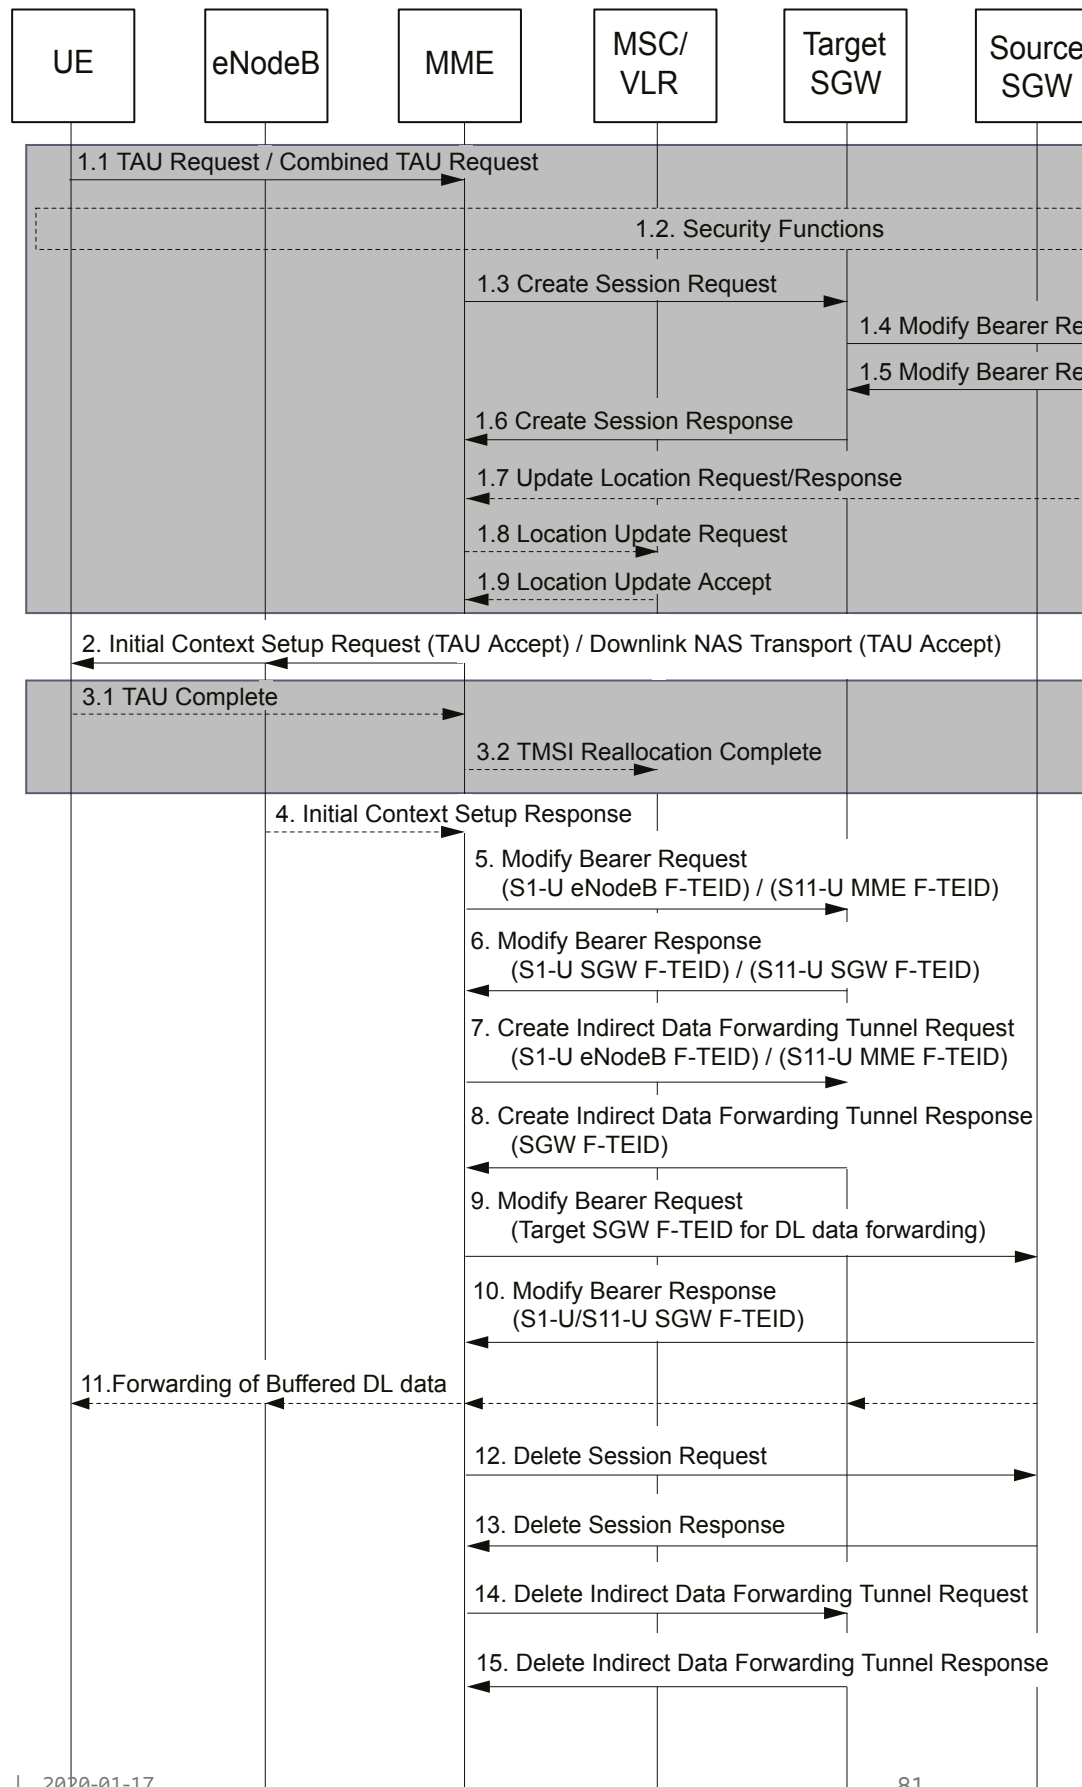 UE
eNodeB
MME
MSC/
VLR
Target
SGW
Source
SGW
1.1 TAU Request / Combined TAU Request
1.2. Security Functions
1.3 Create Session Request
1.4 Modify Bearer Re
1.5 Modify Bearer Re
1.6 Create Session Response
1.7 Update Location Request/Response
1.8 Location Update Request
1.9 Location Update Accept
2. Initial Context Setup Request (TAU Accept) / Downlink NAS Transport (TAU Accept)
3.1 TAU Complete
3.2 TMSI Reallocation Complete
4. Initial Context Setup Response
5. Modify Bearer Request
(S1-U eNodeB F-TEID) / (S11-U MME F-TEID)
6. Modify Bearer Response
(S1-U SGW F-TEID) / (S11-U SGW F-TEID)
7. Create Indirect Data Forwarding Tunnel Request
(S1-U eNodeB F-TEID) / (S11-U MME F-TEID)
8. Create Indirect Data Forwarding Tunnel Response
(SGW F-TEID)
9. Modify Bearer Request
(Target SGW F-TEID for DL data forwarding)
10. Modify Bearer Response
(S1-U/S11-U SGW F-TEID)
11.Forwarding of Buffered DL data
12. Delete Session Request
13. Delete Session Response
14. Delete Indirect Data Forwarding Tunnel Request
15. Delete Indirect Data Forwarding Tunnel Response
| 2020-01-17
81